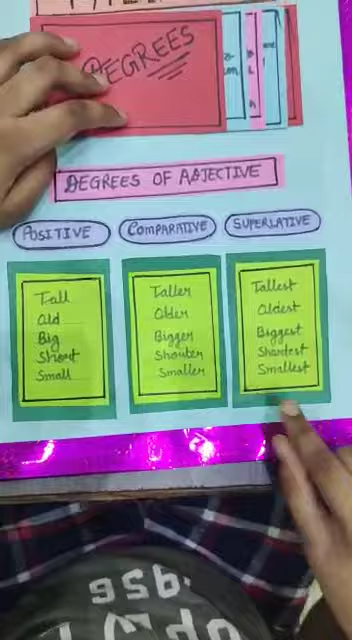 DEGREES
DEGREES OF ADJECTIVE
POSITIVE
COMPARATIVE
SUPERLATIVE
Tall
Old
Big
Short
Small
Taller
Older
Bigger
Shorter
Smaller
Tallest
Oldest
Biggest
Shortest
Smallest
956